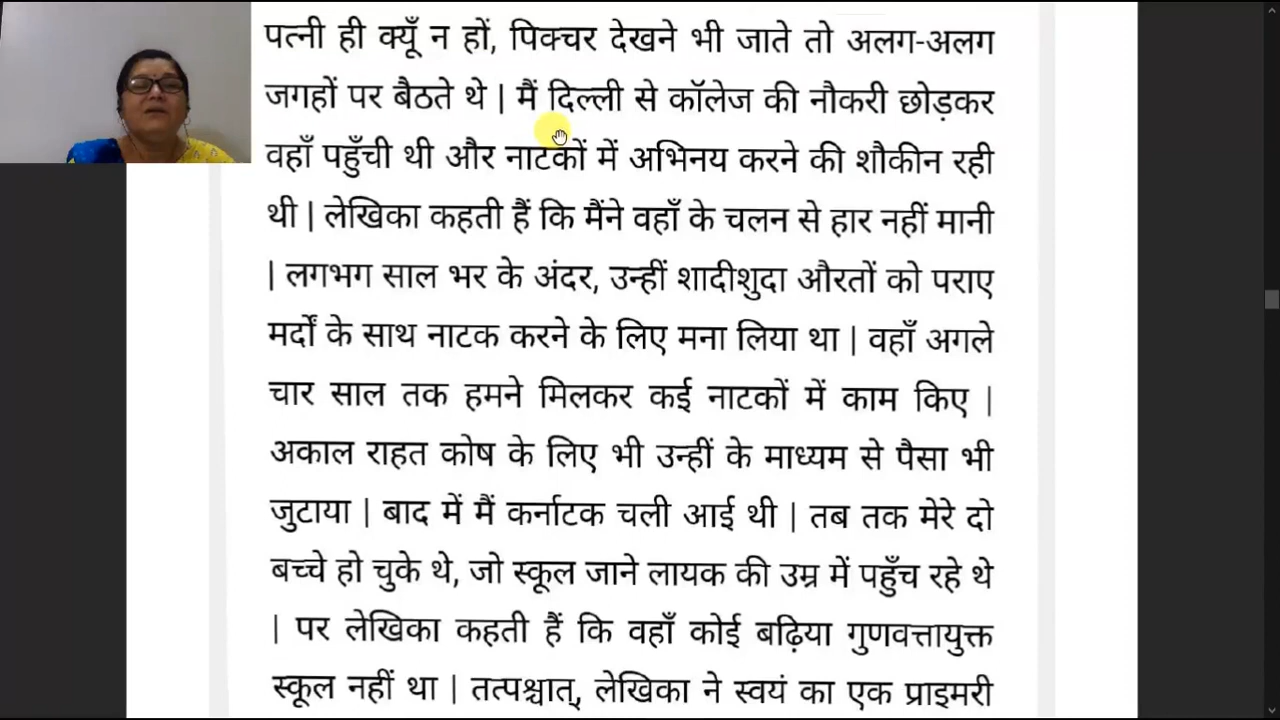 पत्नी ही क्यूँ न हों, पिक्चर देखने भी जाते तो अलग-अलग
जगहों पर बैठते थे | मैं दिल्ली से कॉलेज की नौकरी छोड़कर
वहाँ पहुँची थी और नाटकों में अभिनय करने की शौकीन रही
थी | लेखिका कहती हैं कि मैंने वहाँ के चलन से हार नहीं मानी
| लगभग साल भर के अंदर, उन्हीं शादीशुदा औरतों को पराए
मर्दों के साथ नाटक करने के लिए मना लिया था | वहाँ अगले
चार साल तक हमने मिलकर कई नाटकों में काम किए |
अकाल राहत कोष के लिए भी उन्हीं के माध्यम से पैसा भी
जुटाया | बाद में मैं कर्नाटक चली आई थी | तब तक मेरे दो
बच्चे हो चुके थे, जो स्कूल जाने लायक की उम्र में पहुँच रहे थे
| पर लेखिका कहती हैं कि वहाँ कोई बढ़िया गुणवत्तायुक्त
स्कूल नहीं था | तत्पश्चात्, लेखिका ने स्वयं का एक प्राइमरी